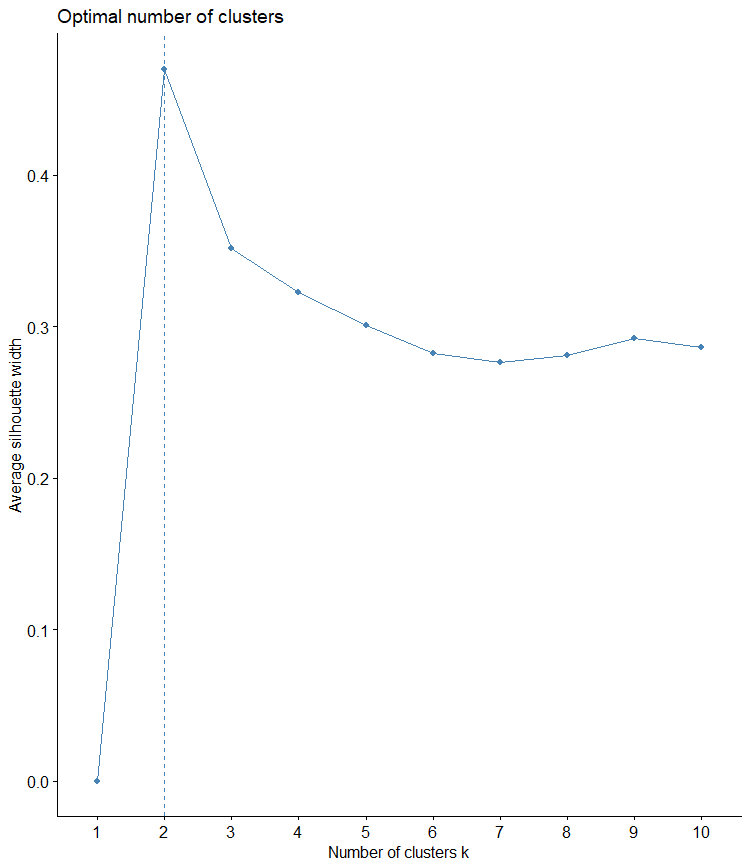 Optimal number of clusters
0.4
0.3
0.2
0.1
0.0
Average silhouette width
1 2 3 4 5 6 7 8 9 10
Number of clusters k